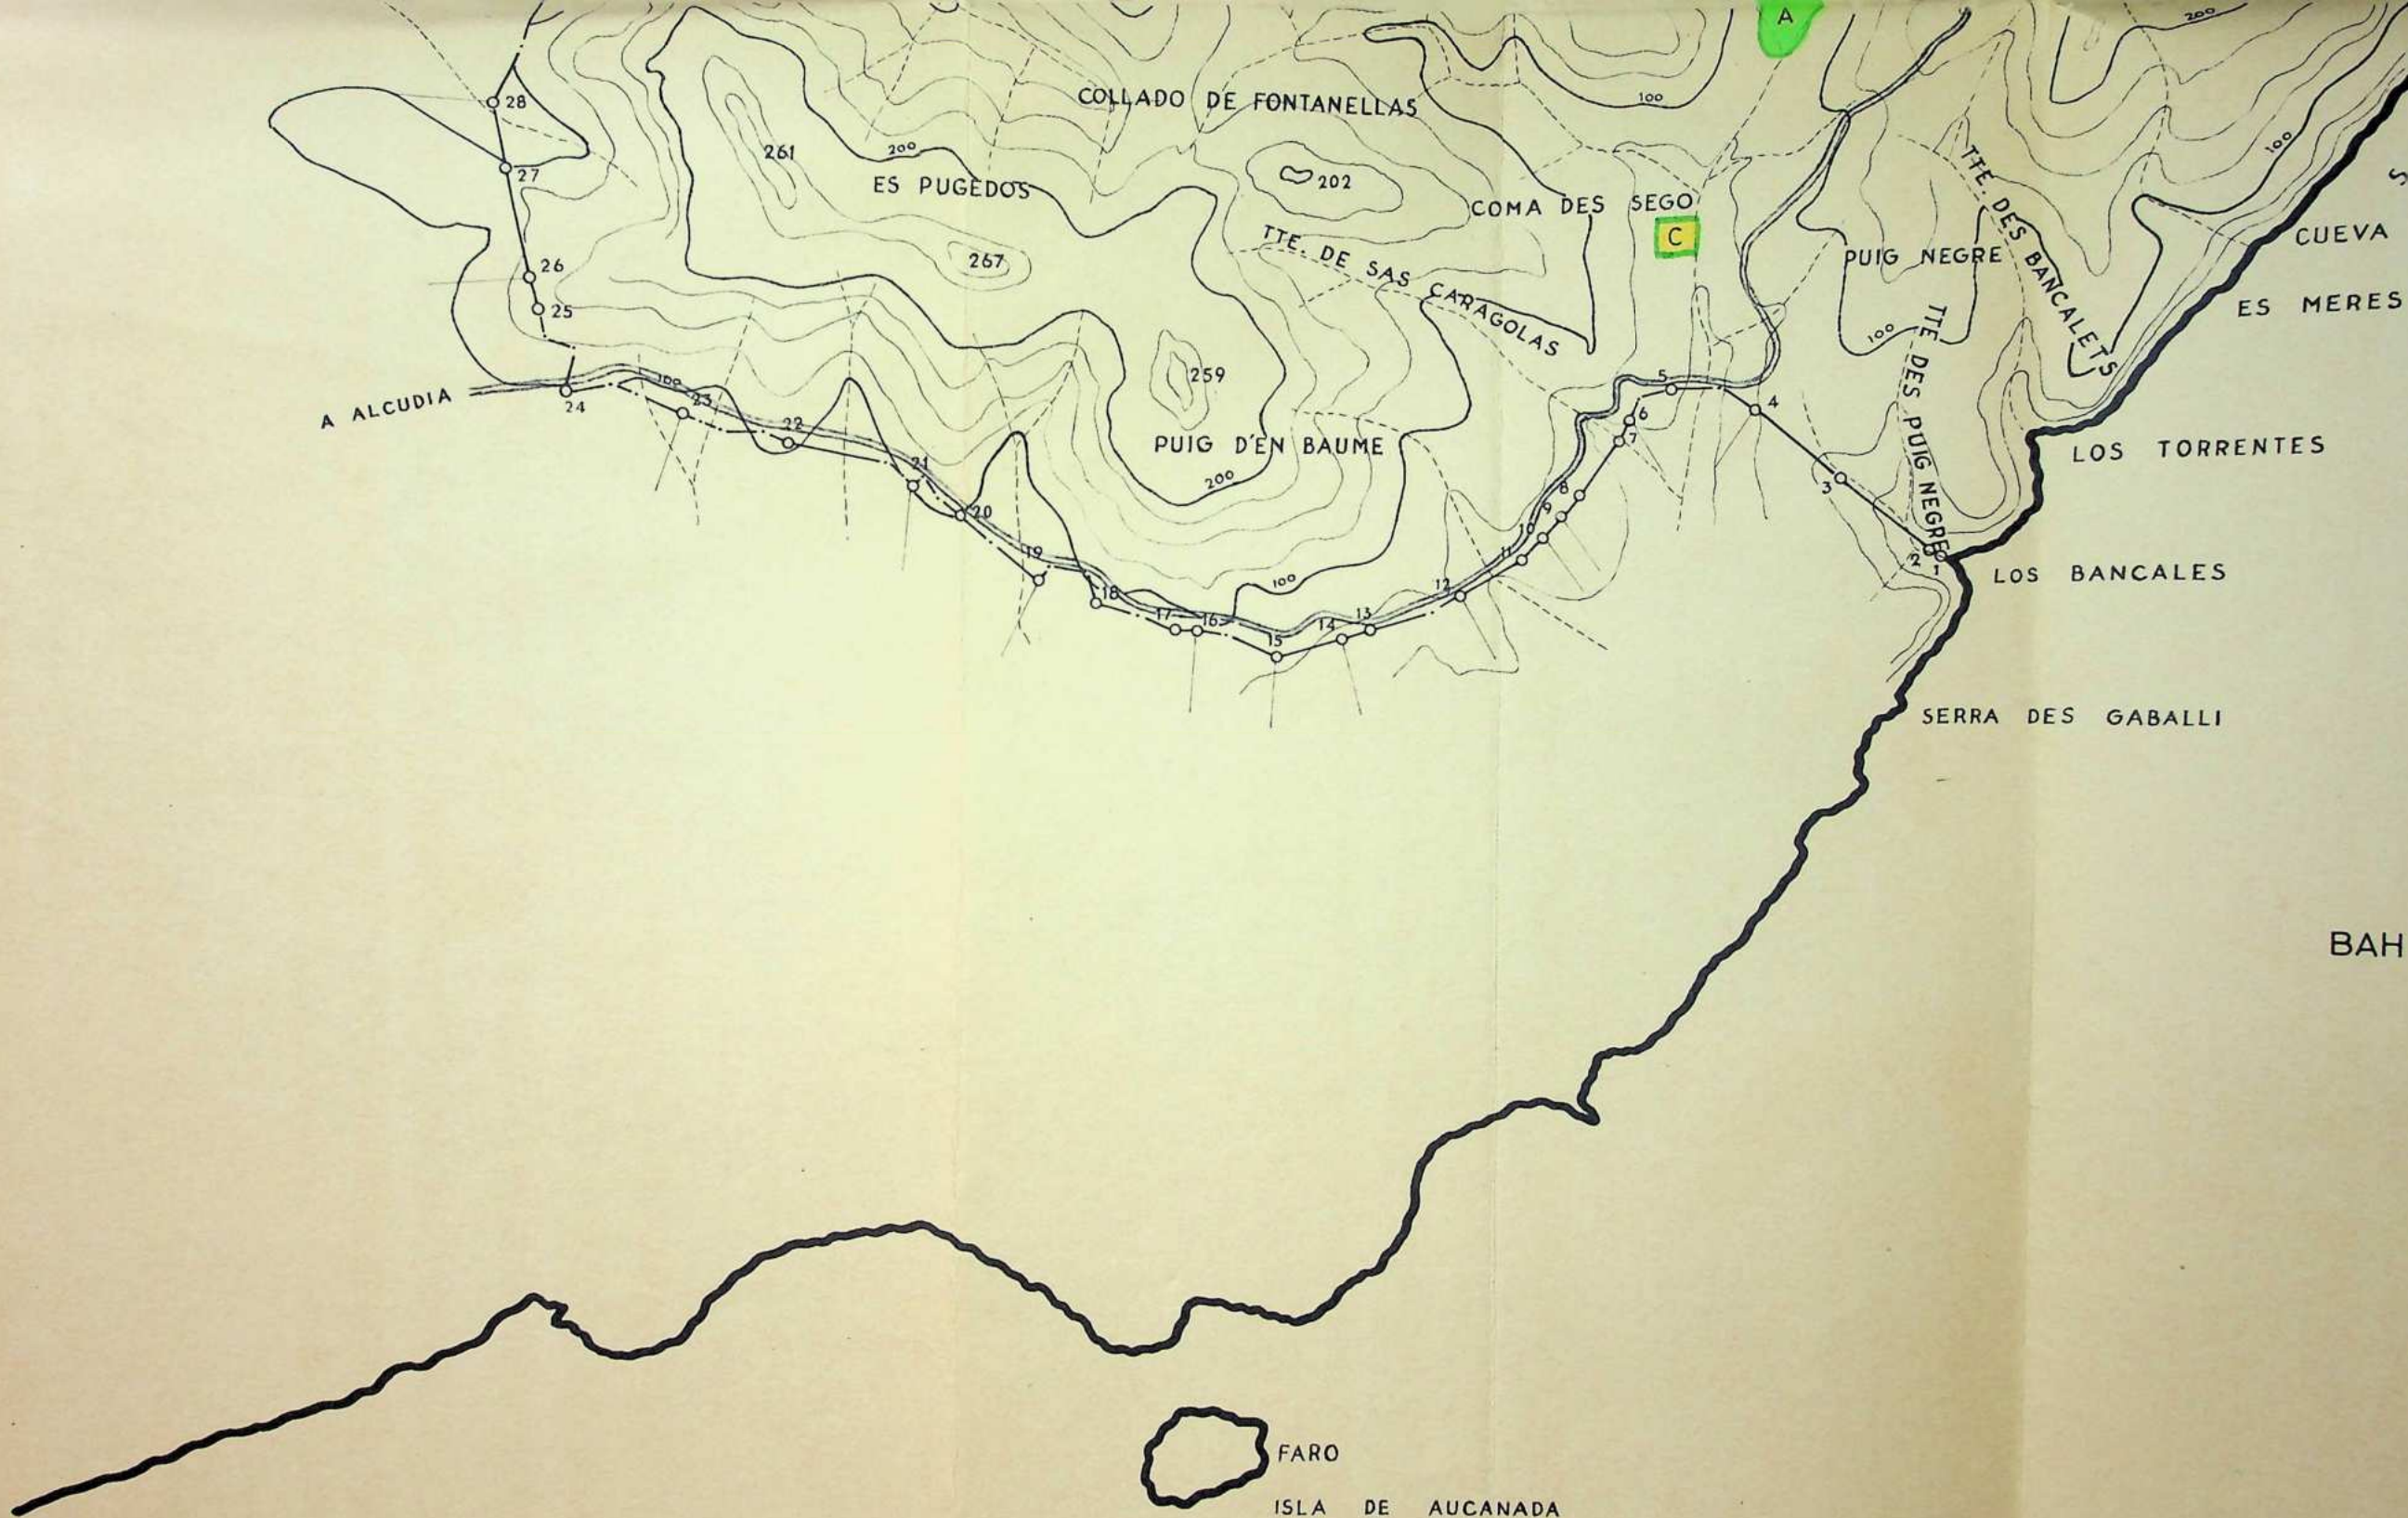 A
200
28
COLLADO DE FONTANELLAS
100
261
200
100
27
ES PUGEDOS
202
TTE. DES BANCALETS
COMA DES SEGO
C
CUEVA
TTE. DE SAS CARAGOLAS
PUIG NEGRE
26
267
ES MERES
25
100
TTE DES PUIG NEGRE
259
5
100
A ALCUDIA
24
23
4
6
22
7
PUIG D'EN BAUME
LOS TORRENTES
21
200
3
8
20
9
10
19
11
2
1
LOS BANCALES
100
12
18
17
16
13
14
15
SERRA DES GABALLI
BAH
FARO
ISLA DE AUCANADA